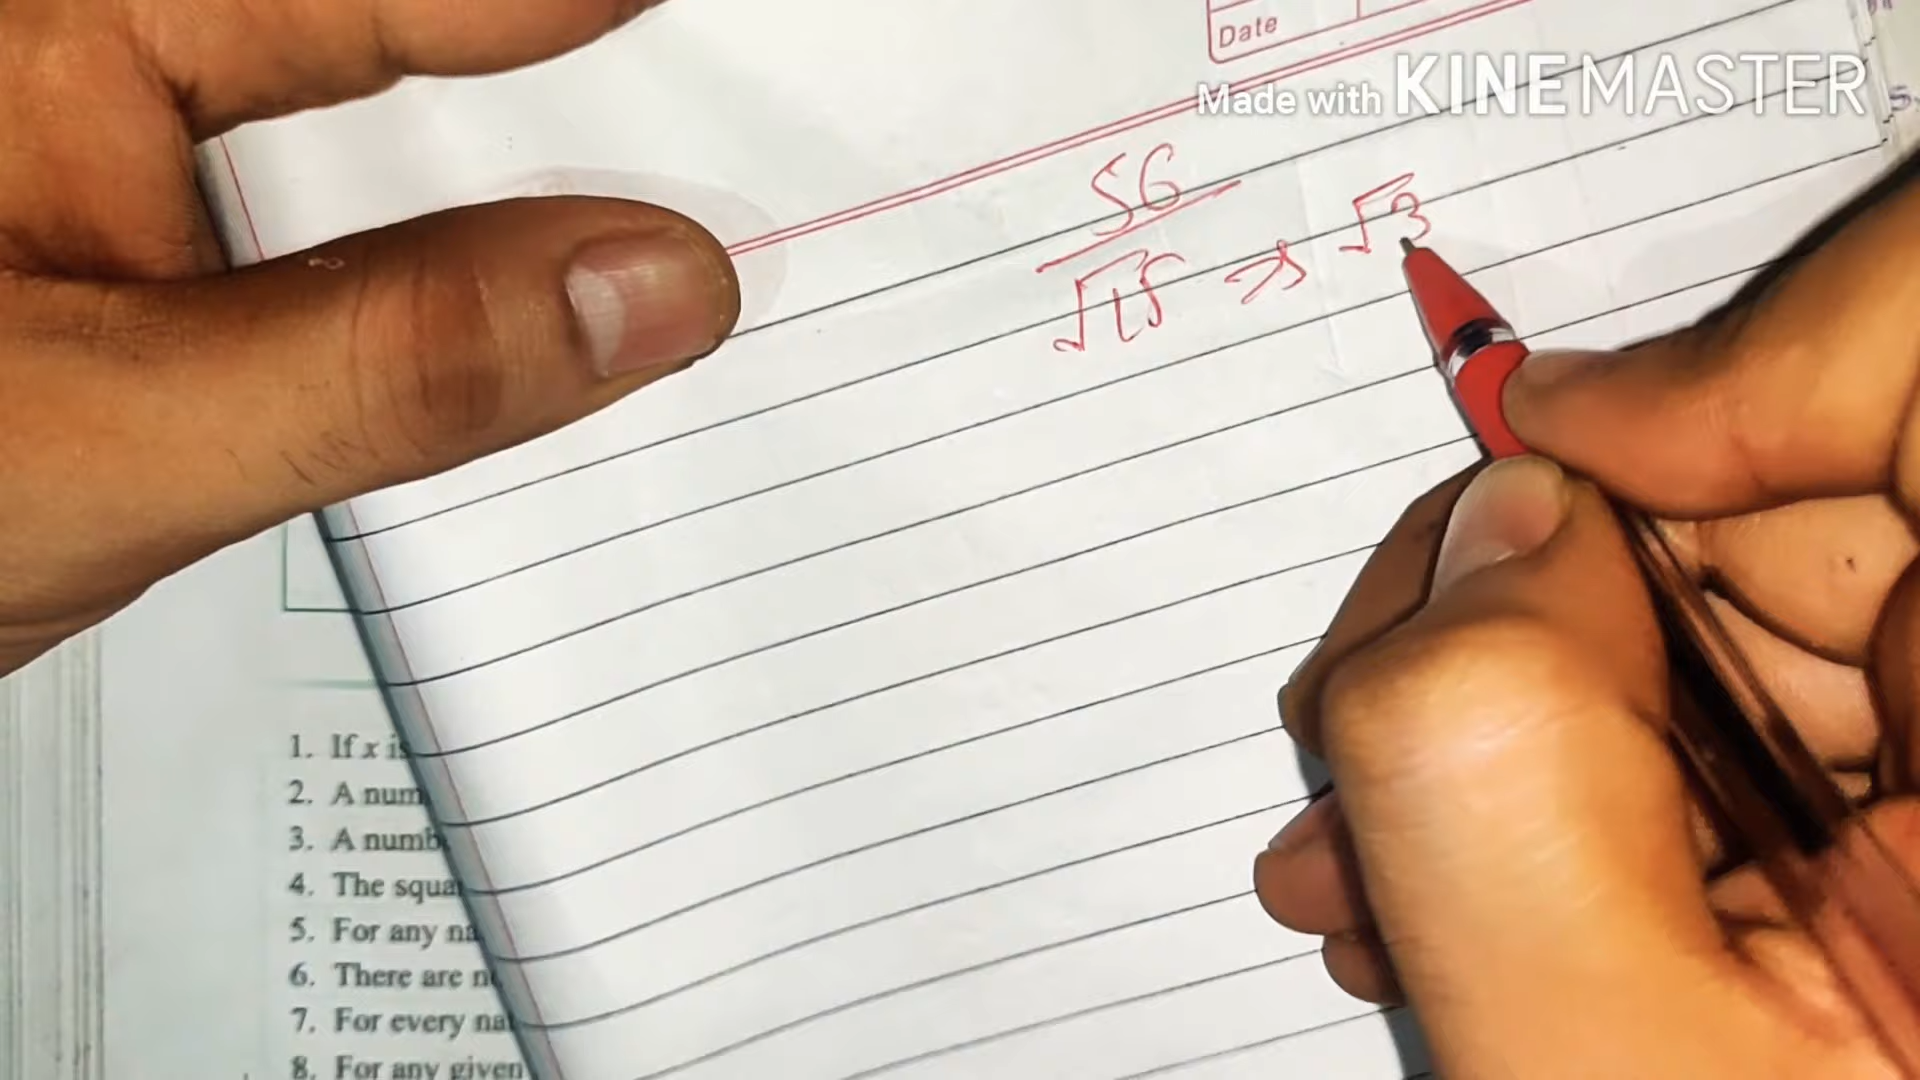 Date
Made with KINEMASTER
56
√15 ⇒ √3
1. If x is
2. A num
3. A numb
4. The squa
5. For any na
6. There are n
7. For every nat
8. For any given